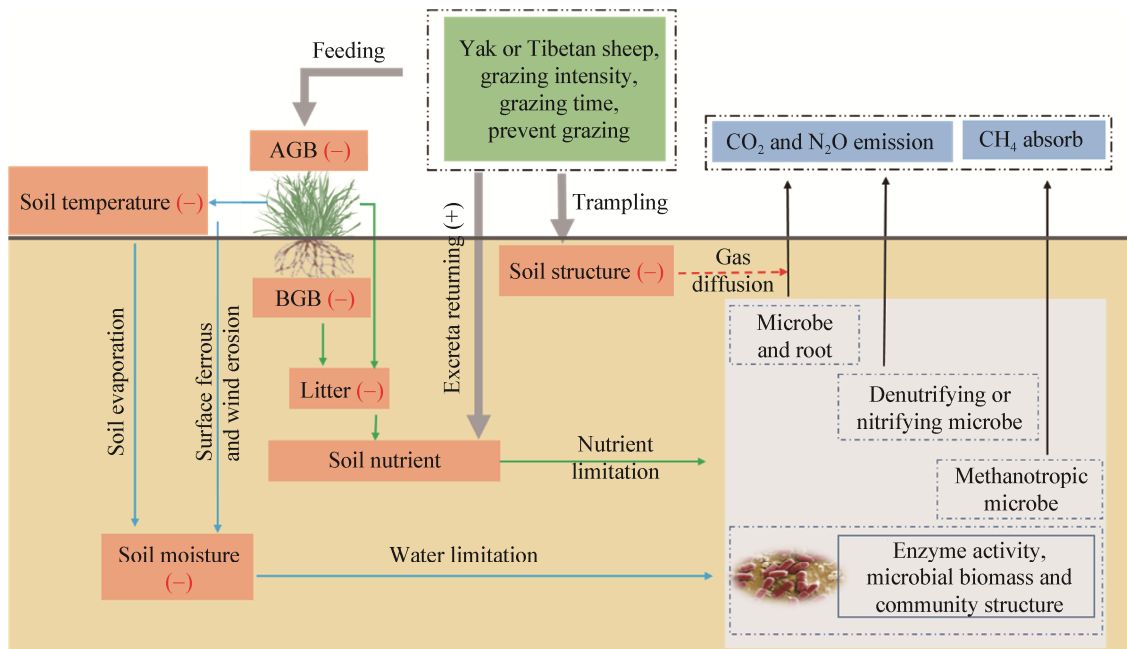 Feeding
Yak or Tibetan sheep,
grazing intensity,
grazing time,
prevent grazing
CO₂ and N₂O emission
CH₄ absorb
AGB (−)
Soil temperature (−)
Trampling
Excreta returning (+)
Soil structure (−)
Gas
diffusion
BGB (−)
Microbe
and root
Litter (−)
Denutrifying or
nitrifying microbe
Soil evaporation
Surface ferrous
and wind erosion
Soil nutrient
Nutrient
limitation
Methanotropic
microbe
Soil moisture
(−)
Water limitation
Enzyme activity,
microbial biomass and
community structure